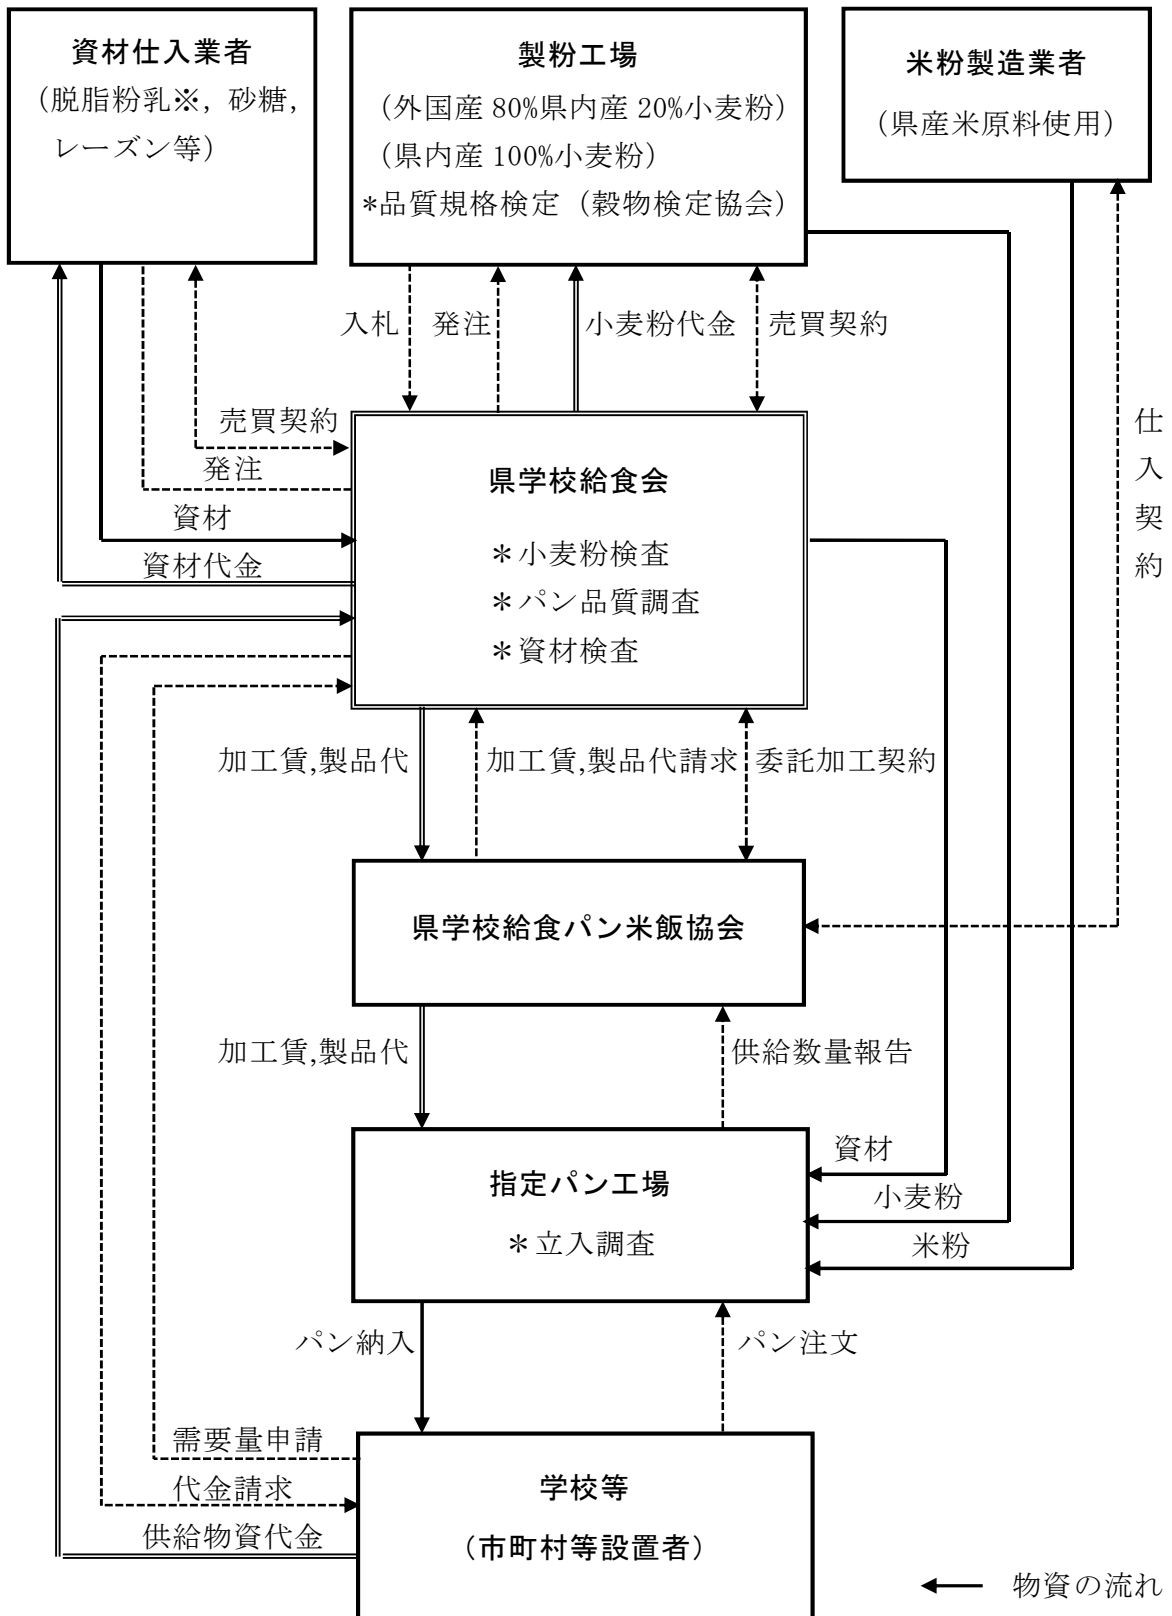 資材仕入業者
(脱脂粉乳※, 砂糖,
レーズン等)
製粉工場
(外国産 80%県内産 20%小麦粉)
(県内産 100%小麦粉)
*品質規格検定（穀物検定協会）
米粉製造業者
(県産米原料使用)
入札
発注
小麦粉代金
売買契約
売買契約
発注
資材
資材代金
仕入契約
県学校給食会
＊小麦粉検査
＊パン品質調査
＊資材検査
加工賃,製品代
加工賃,製品代請求
委託加工契約
県学校給食パン米飯協会
加工賃,製品代
供給数量報告
指定パン工場
＊立入調査
資材
小麦粉
米粉
パン納入
パン注文
需要量申請
代金請求
供給物資代金
学校等
(市町村等設置者)
物資の流れ